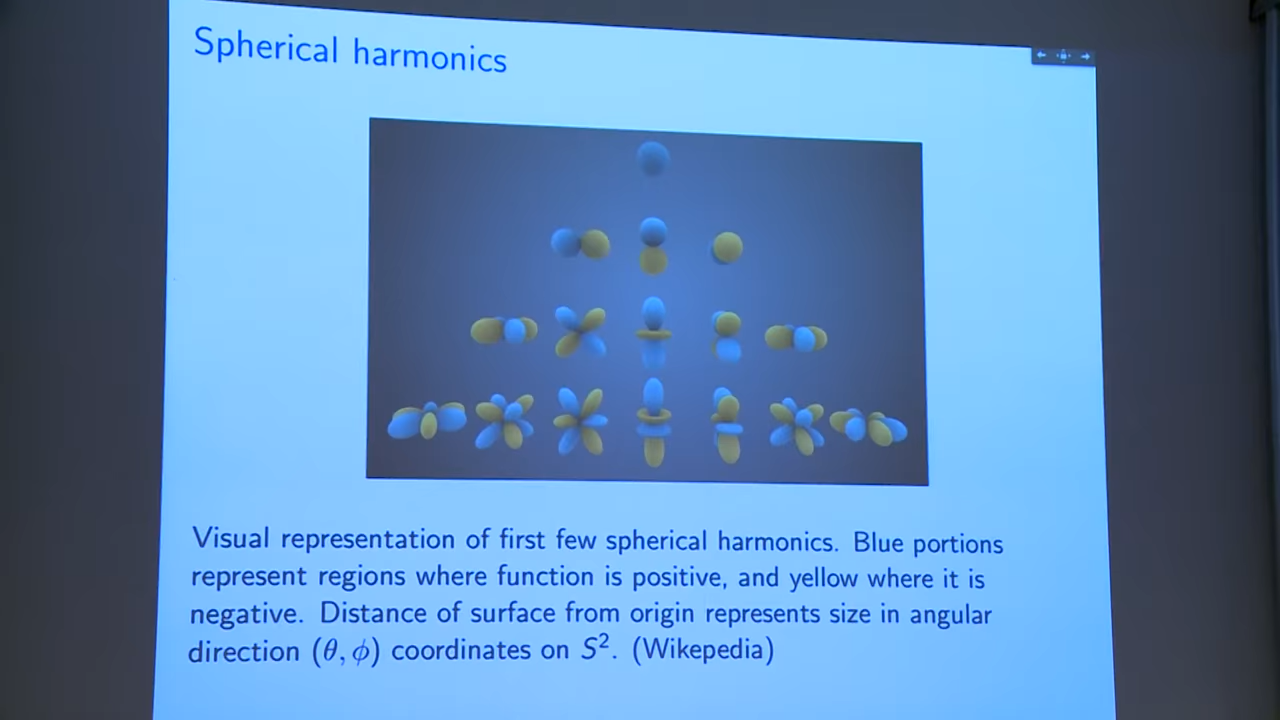 Spherical harmonics
Visual representation of first few spherical harmonics. Blue portions
represent regions where function is positive, and yellow where it is
negative. Distance of surface from origin represents size in angular
direction (θ, ϕ) coordinates on S². (Wikepedia)